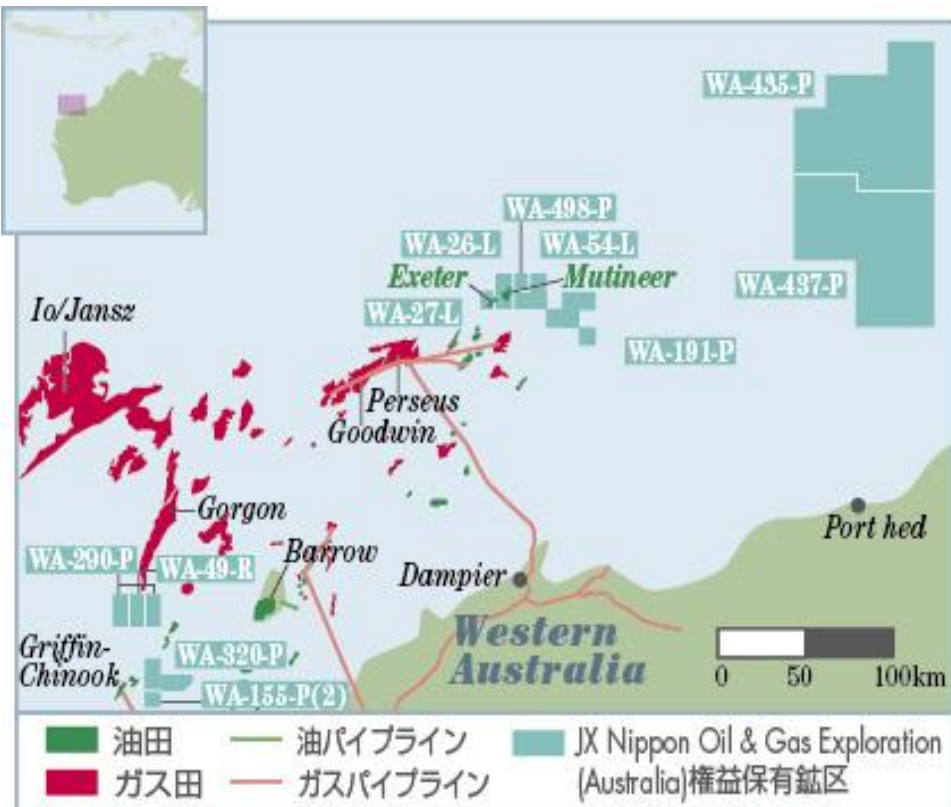 WA-435-P
WA-498-P
WA-26-L
WA-54-L
Exeter
Mutineer
WA-437-P
WA-27-L
Io/Jansz
WA-191-P
Perseus
Goodwin
Gorgon
Port hed
Barrow
WA-290-P
WA-49-R
Dampier
Griffin-
Chinook
WA-320-P
WA-155-P(2)
Western
Australia
0 50 100km
油田
油パイプライン
JX Nippon Oil & Gas Exploration
(Australia)権益保有鉱区
ガス田
ガスパイプライン